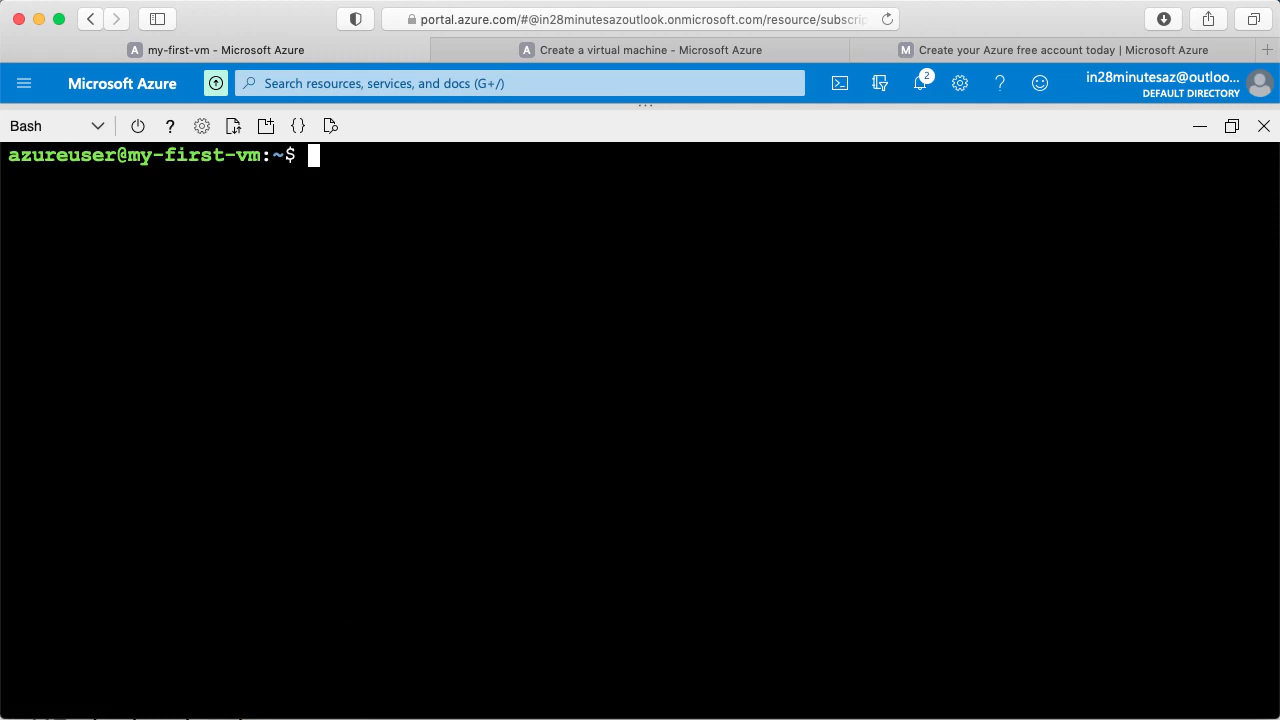 portal.azure.com/#@in28minutesazoutlook.onmicrosoft.com/resource/subscrip
A my-first-vm - Microsoft Azure
A Create a virtual machine - Microsoft Azure
M Create your Azure free account today | Microsoft Azure
Microsoft Azure
Search resources, services, and docs (G+/)
2
in28minutesaz@outloo...
DEFAULT DIRECTORY
Bash
?
{}
azureuser@my-first-vm:~$